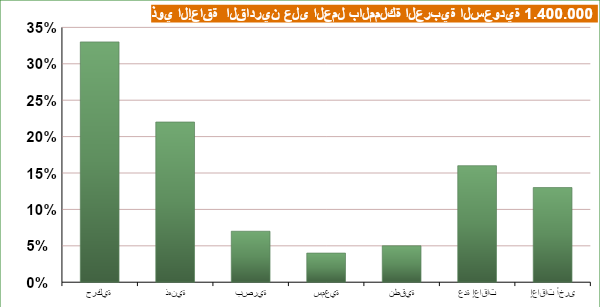 ذوي الإعاقة القادرين على العمل بالمملكة العربية السعودية 1.400.000
35%
30%
25%
20%
15%
10%
5%
0%
حركية
ذهنية
بصرية
سمعية
نطقية
عدة إعاقات
إعاقات أخرى